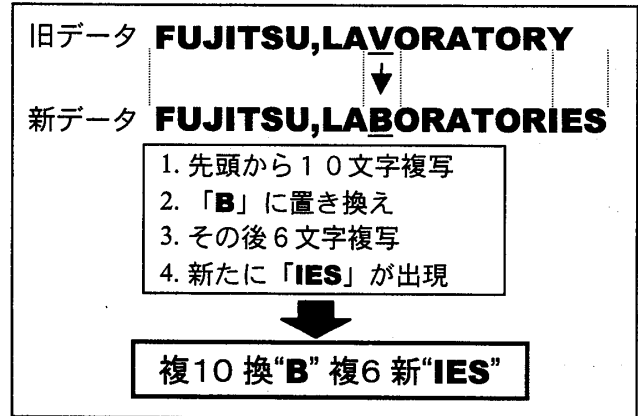 旧データ FUJITSU,LAVORATORY
新データ FUJITSU,LABORATORIES
1. 先頭から１０文字複写
2. 「B」に置き換え
3. その後６文字複写
4. 新たに「IES」が出現
複10 換“B” 複6 新“IES”